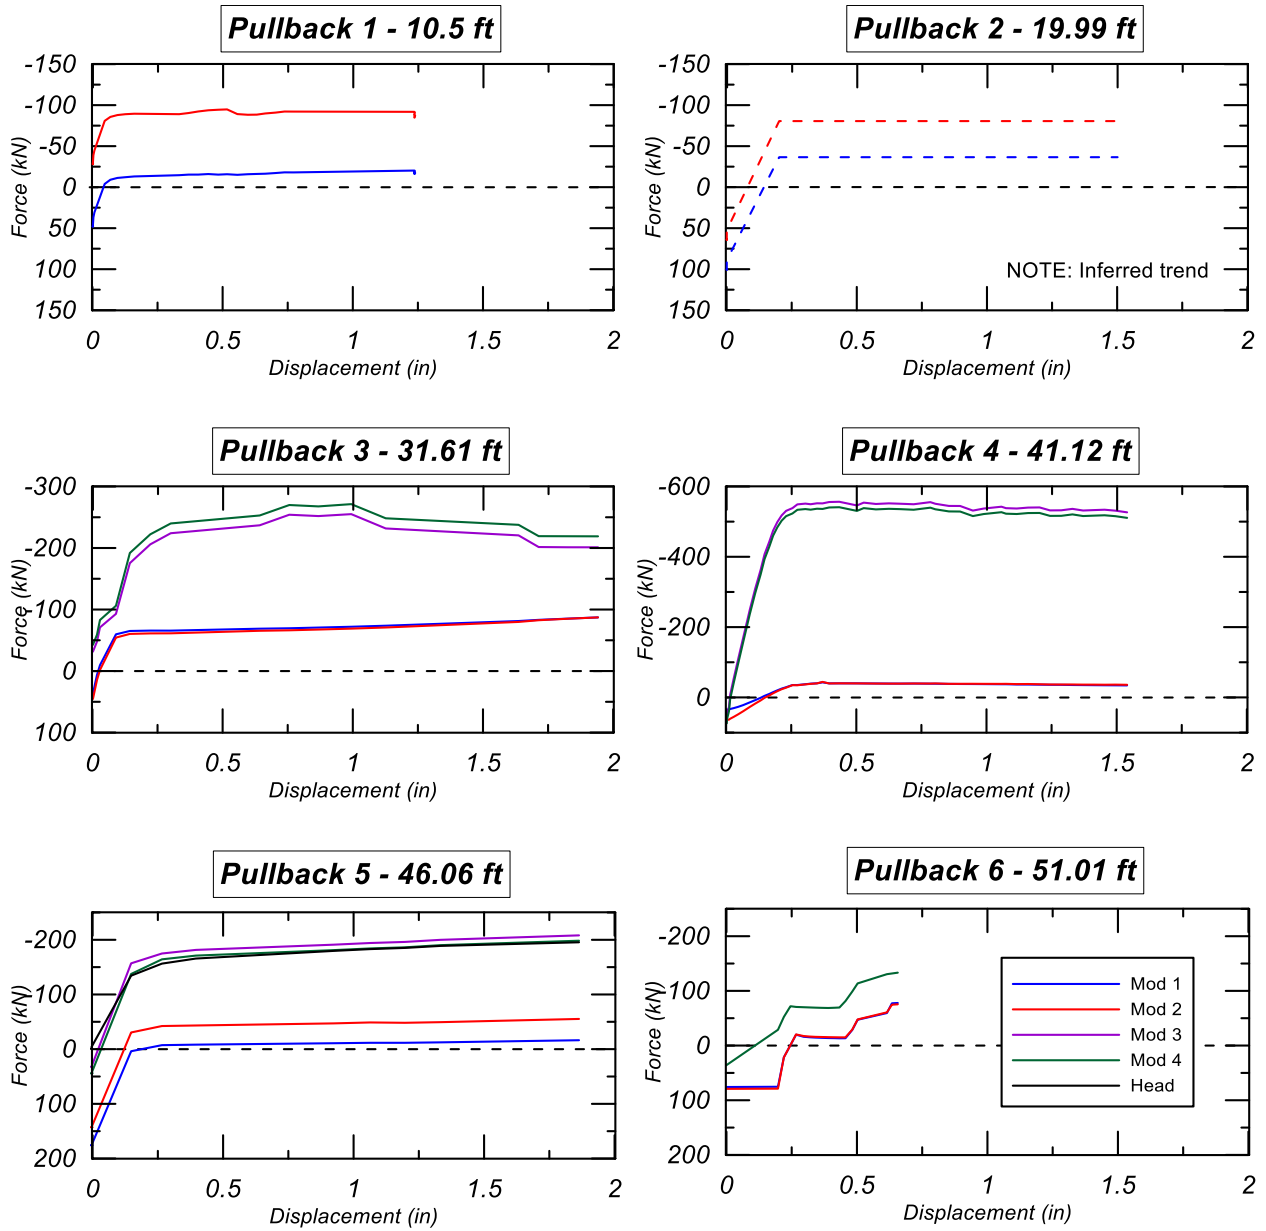 Pullback 1 - 10.5 ft
-150
-100
-50
0
50
100
150
Force (kN)
0 0.5 1 1.5 2
Displacement (in)
Pullback 2 - 19.99 ft
-150
-100
-50
0
50
100
150
Force (kN)
NOTE: Inferred trend
0 0.5 1 1.5 2
Displacement (in)
Pullback 3 - 31.61 ft
-300
-200
-100
0
100
Force (kN)
0 0.5 1 1.5 2
Displacement (in)
Pullback 4 - 41.12 ft
-600
-400
-200
0
Force (kN)
0 0.5 1 1.5 2
Displacement (in)
Pullback 5 - 46.06 ft
-200
-100
0
100
200
Force (kN)
0 0.5 1 1.5 2
Displacement (in)
Pullback 6 - 51.01 ft
-200
-100
0
100
200
Force (kN)
Mod 1
Mod 2
Mod 3
Mod 4
Head
0 0.5 1 1.5 2
Displacement (in)